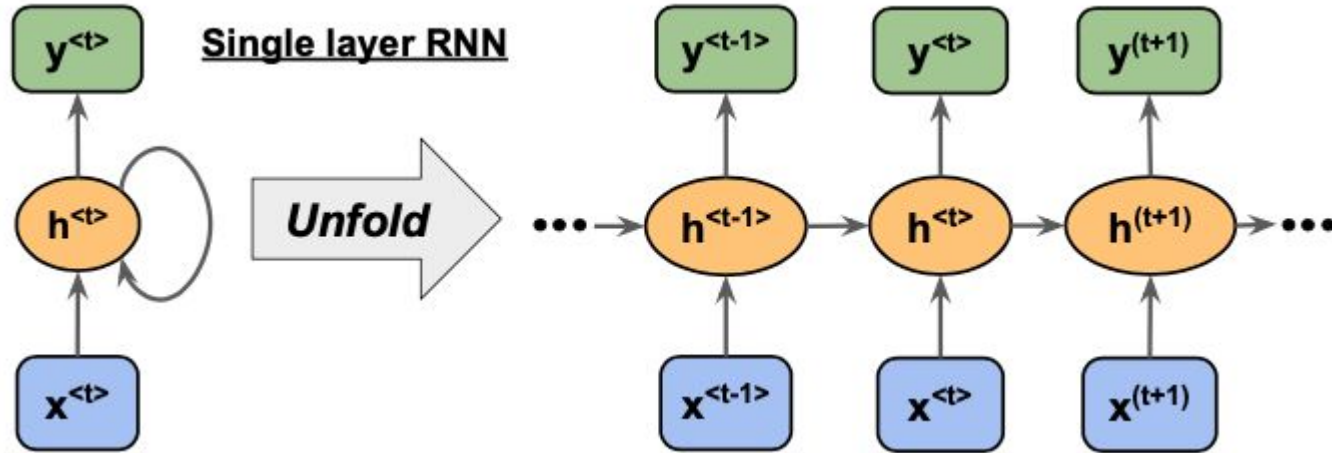 y<t> Single layer RNN y<t-1> y<t> y(t+1)
h<t> Unfold ••• h<t-1> h<t> h(t+1) •••
x<t> x<t-1> x<t> x(t+1)